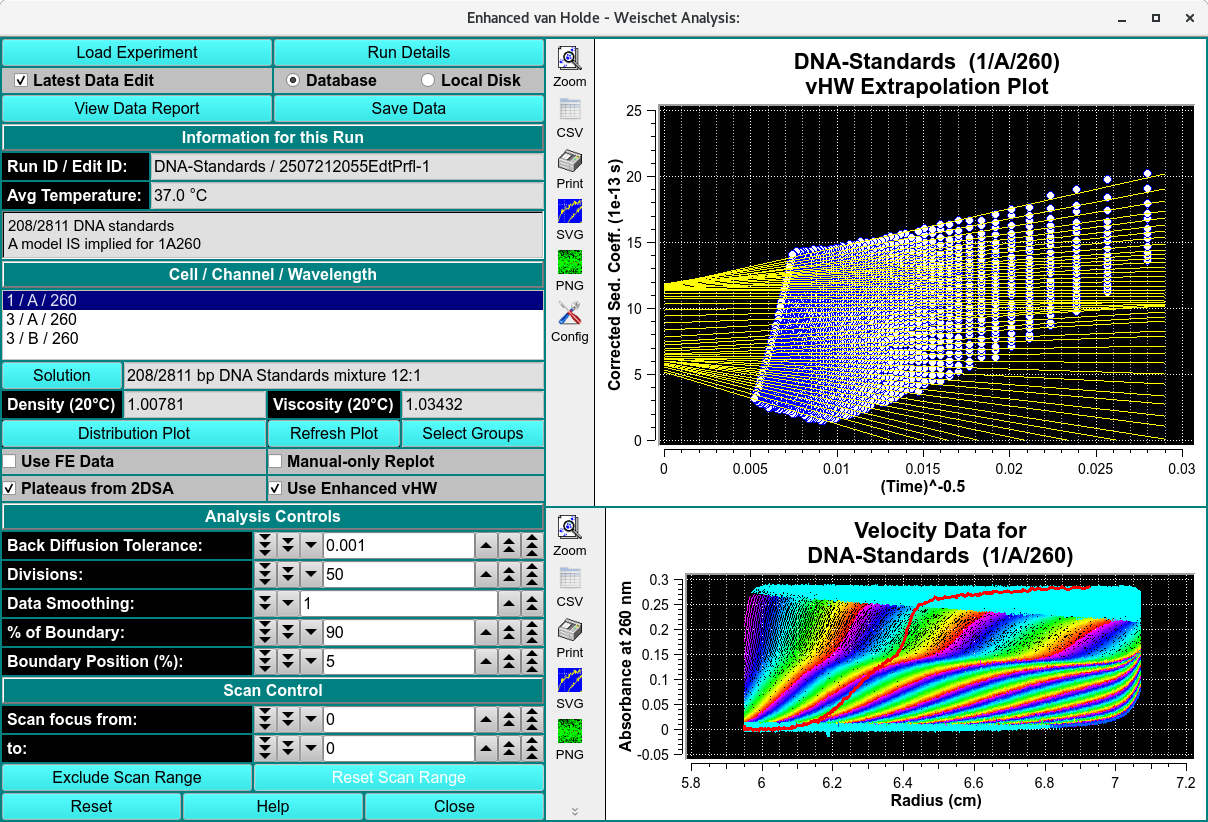 Enhanced van Holde - Weischet Analysis:
Load Experiment
Run Details
Latest Data Edit
Database
Local Disk
View Data Report
Save Data
Information for this Run
Run ID / Edit ID:
DNA-Standards / 2507212055EdtPrfl-1
Avg Temperature:
37.0 °C
208/2811 DNA standards
A model IS implied for 1A260
Cell / Channel / Wavelength
1 / A / 260
3 / A / 260
3 / B / 260
Solution
208/2811 bp DNA Standards mixture 12:1
Density (20°C)
1.00781
Viscosity (20°C)
1.03432
Distribution Plot
Refresh Plot
Select Groups
Use FE Data
Manual-only Replot
Plateaus from 2DSA
Use Enhanced vHW
Analysis Controls
Back Diffusion Tolerance:
0.001
Divisions:
50
Data Smoothing:
1
% of Boundary:
90
Boundary Position (%):
5
Scan Control
Scan focus from:
0
to:
0
Exclude Scan Range
Reset Scan Range
Reset
Help
Close
Zoom
CSV
Print
SVG
PNG
Config
DNA-Standards (1/A/260)
vHW Extrapolation Plot
Corrected Sed. Coeff. (1e-13 s)
25
20
15
10
5
0
0
0.005
0.01
0.015
0.02
0.025
0.03
(Time)^-0.5
Zoom
CSV
Print
SVG
PNG
Velocity Data for
DNA-Standards (1/A/260)
Absorbance at 260 nm
0.3
0.25
0.2
0.15
0.1
0.05
0
-0.05
5.8
6
6.2
6.4
6.6
6.8
7
7.2
Radius (cm)